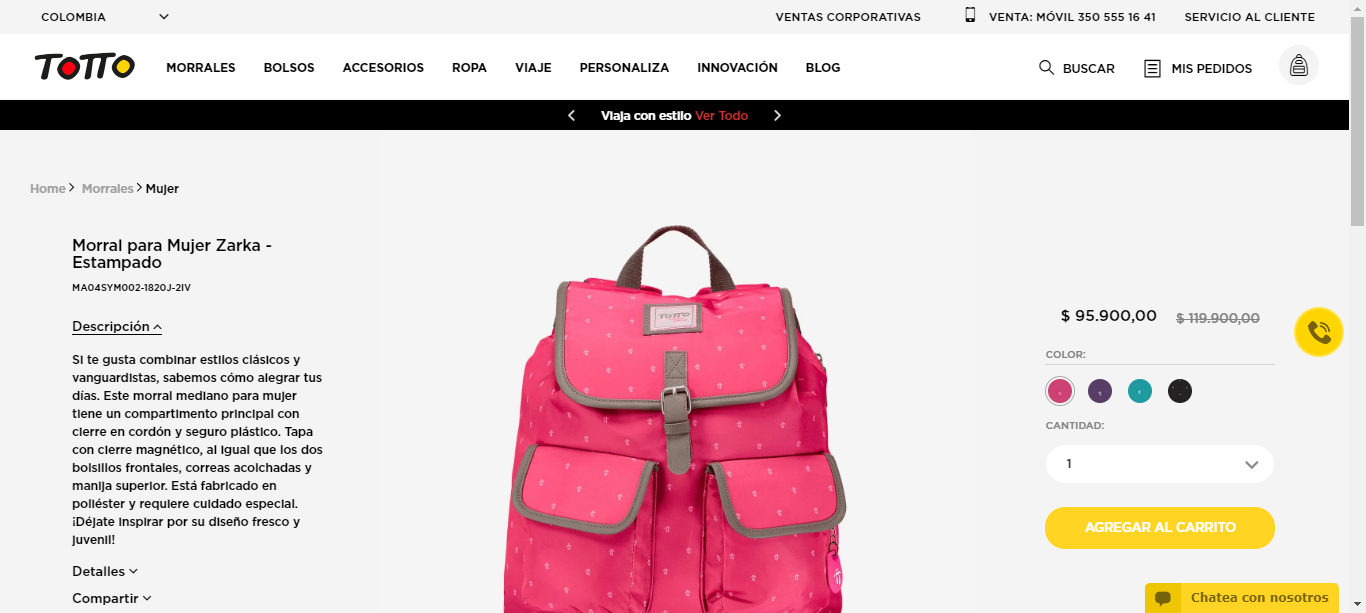 COLOMBIA
VENTAS CORPORATIVAS
VENTA: MÓVIL 350 555 16 41
SERVICIO AL CLIENTE
TOTTO
MORRALES
BOLSOS
ACCESORIOS
ROPA
VIAJE
PERSONALIZA
INNOVACIÓN
BLOG
BUSCAR
MIS PEDIDOS
Viaja con estilo Ver Todo
Home
Morrales
Mujer
Morral para Mujer Zarka -
Estampado
MA04SYM002-1820J-2IV
Descripción
Si te gusta combinar estilos clásicos y
vanguardistas, sabemos cómo alegrar tus
días. Este morral mediano para mujer
tiene un compartimento principal con
cierre en cordón y seguro plástico. Tapa
con cierre magnético, al igual que los dos
bolsillos frontales, correas acolchadas y
manija superior. Está fabricado en
poliéster y requiere cuidado especial.
¡Déjate inspirar por su diseño fresco y
juvenil!
Detalles
Compartir
TOTTO
$ 95.900,00
$ 119.900,00
COLOR:
CANTIDAD:
1
AGREGAR AL CARRITO
Chatea con nosotros